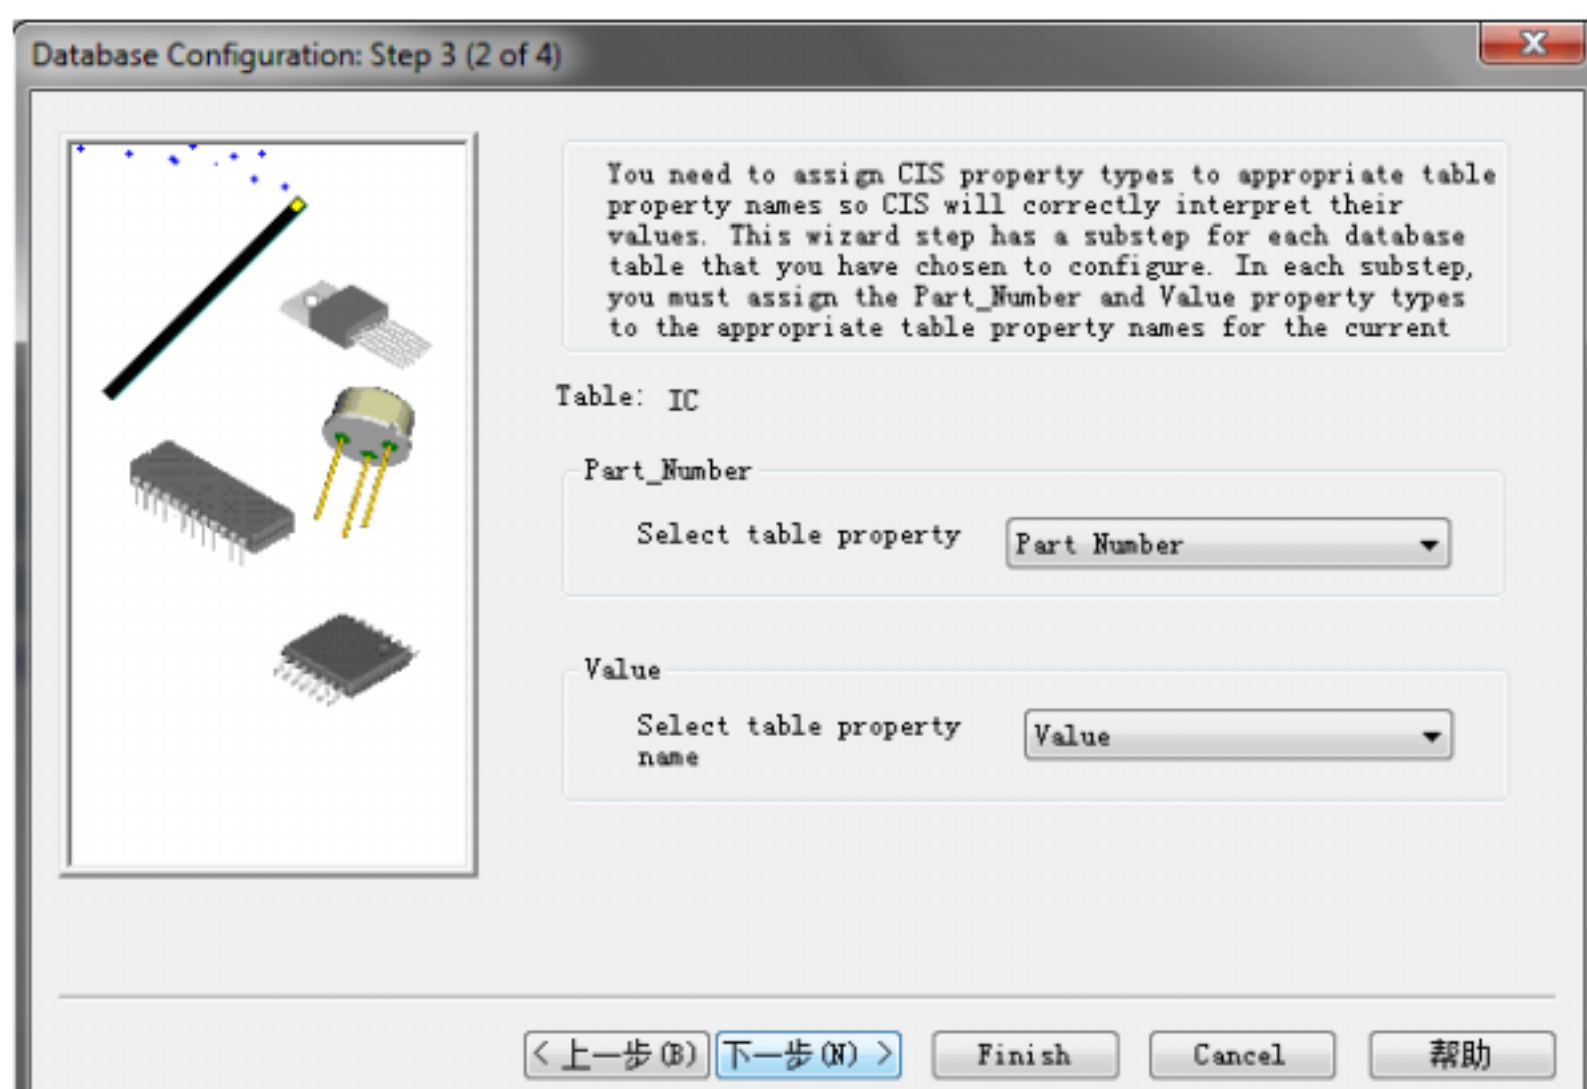 Database Configuration: Step 3 (2 of 4)
You need to assign CIS property types to appropriate table
property names so CIS will correctly interpret their
values. This wizard step has a substep for each database
table that you have chosen to configure. In each substep,
you must assign the Part_Number and Value property types
to the appropriate table property names for the current
Table: IC
Part_Number
Select table property
Part Number
Value
Select table property
name
Value
< 上一步(B)
下一步(N) >
Finish
Cancel
帮助